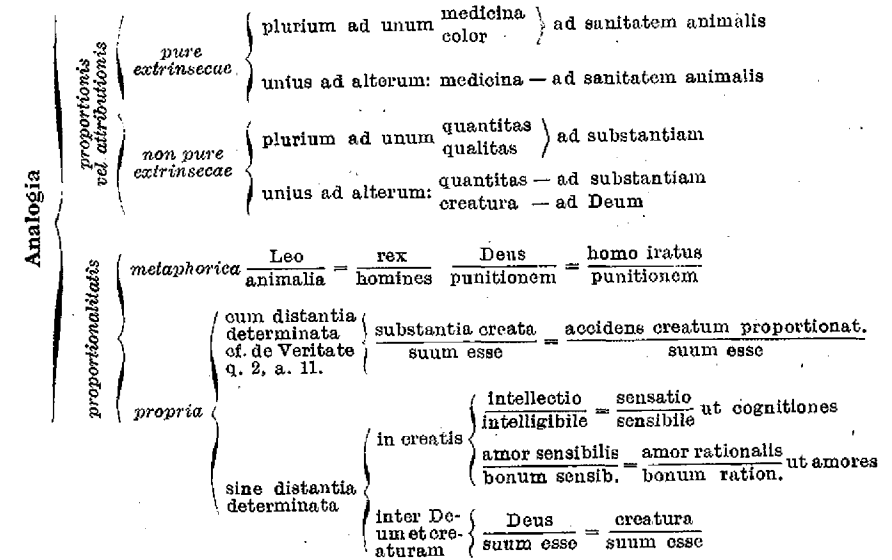 Analogia
proportionis
vel attributionis
pure
extrinsecae
plurium ad unum medicina
color
ad sanitatem animalis
unius ad alterum: medicina — ad sanitatem animalis
non pure
extrinsecae
plurium ad unum quantitas
qualitas
ad substantiam
unius ad alterum: quantitas — ad substantiam
creatura — ad Deum
proportionalitatis
metaphorica Leo = rex Deus = homo iratus
animalia homines punitionem punitionem
propria
cum distantia
determinata
cf. de Veritate
q. 2, a. 11.
substantia creata = accidens creatum proportionat.
suum esse suum esse
sine distantia
determinata
in creatis
intellectio = sensatio ut cognitiones
intelligibile sensibile
amor sensibilis = amor rationalis ut amores
bonum sensib. bonum ration.
inter De-
um et cre-
aturam
Deus = creatura
suum esse suum esse